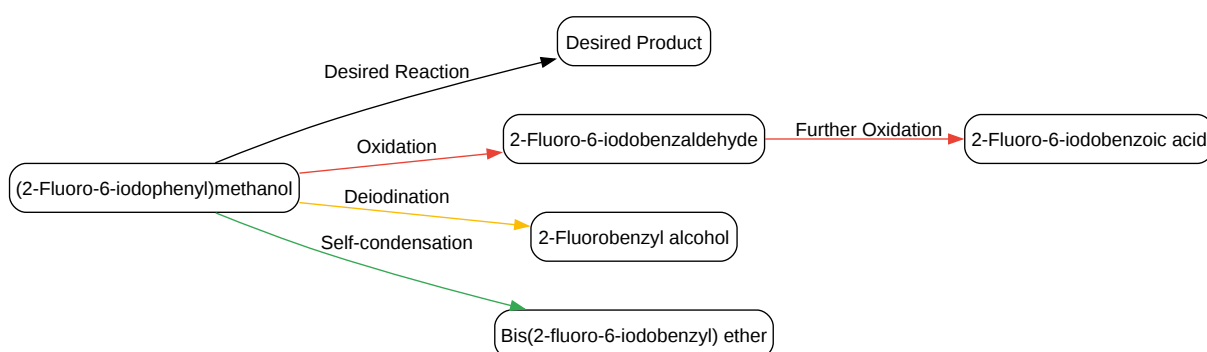 Desired Product
Desired Reaction
2-Fluoro-6-iodobenzaldehyde
Further Oxidation
2-Fluoro-6-iodobenzoic acid
Oxidation
(2-Fluoro-6-iodophenyl)methanol
Deiodination
2-Fluorobenzyl alcohol
Self-condensation
Bis(2-fluoro-6-iodobenzyl) ether